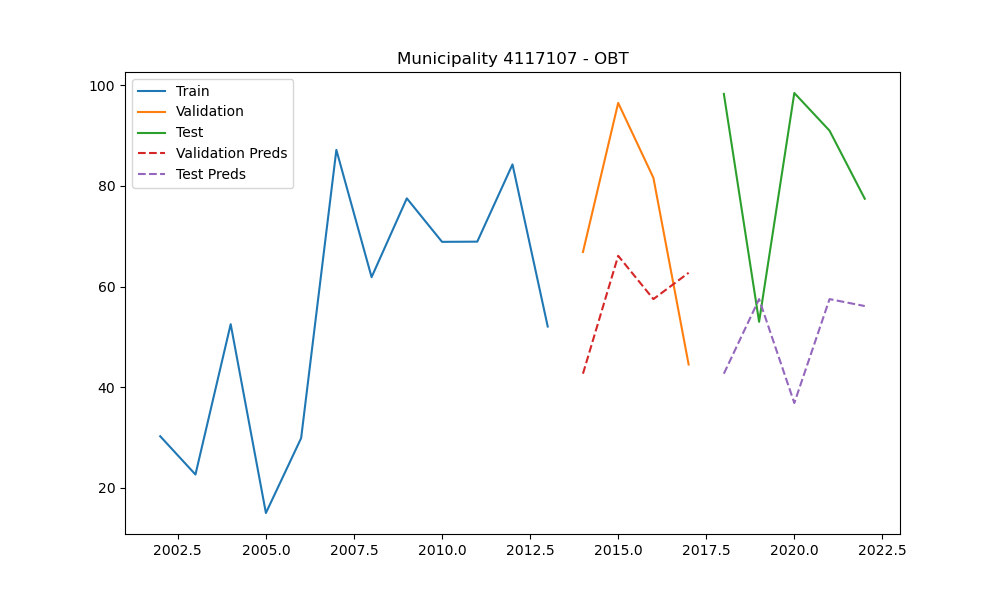 Municipality 4117107 - OBT
Train
Validation
Test
Validation Preds
Test Preds
100
80
60
40
20
2002.5 2005.0 2007.5 2010.0 2012.5 2015.0 2017.5 2020.0 2022.5